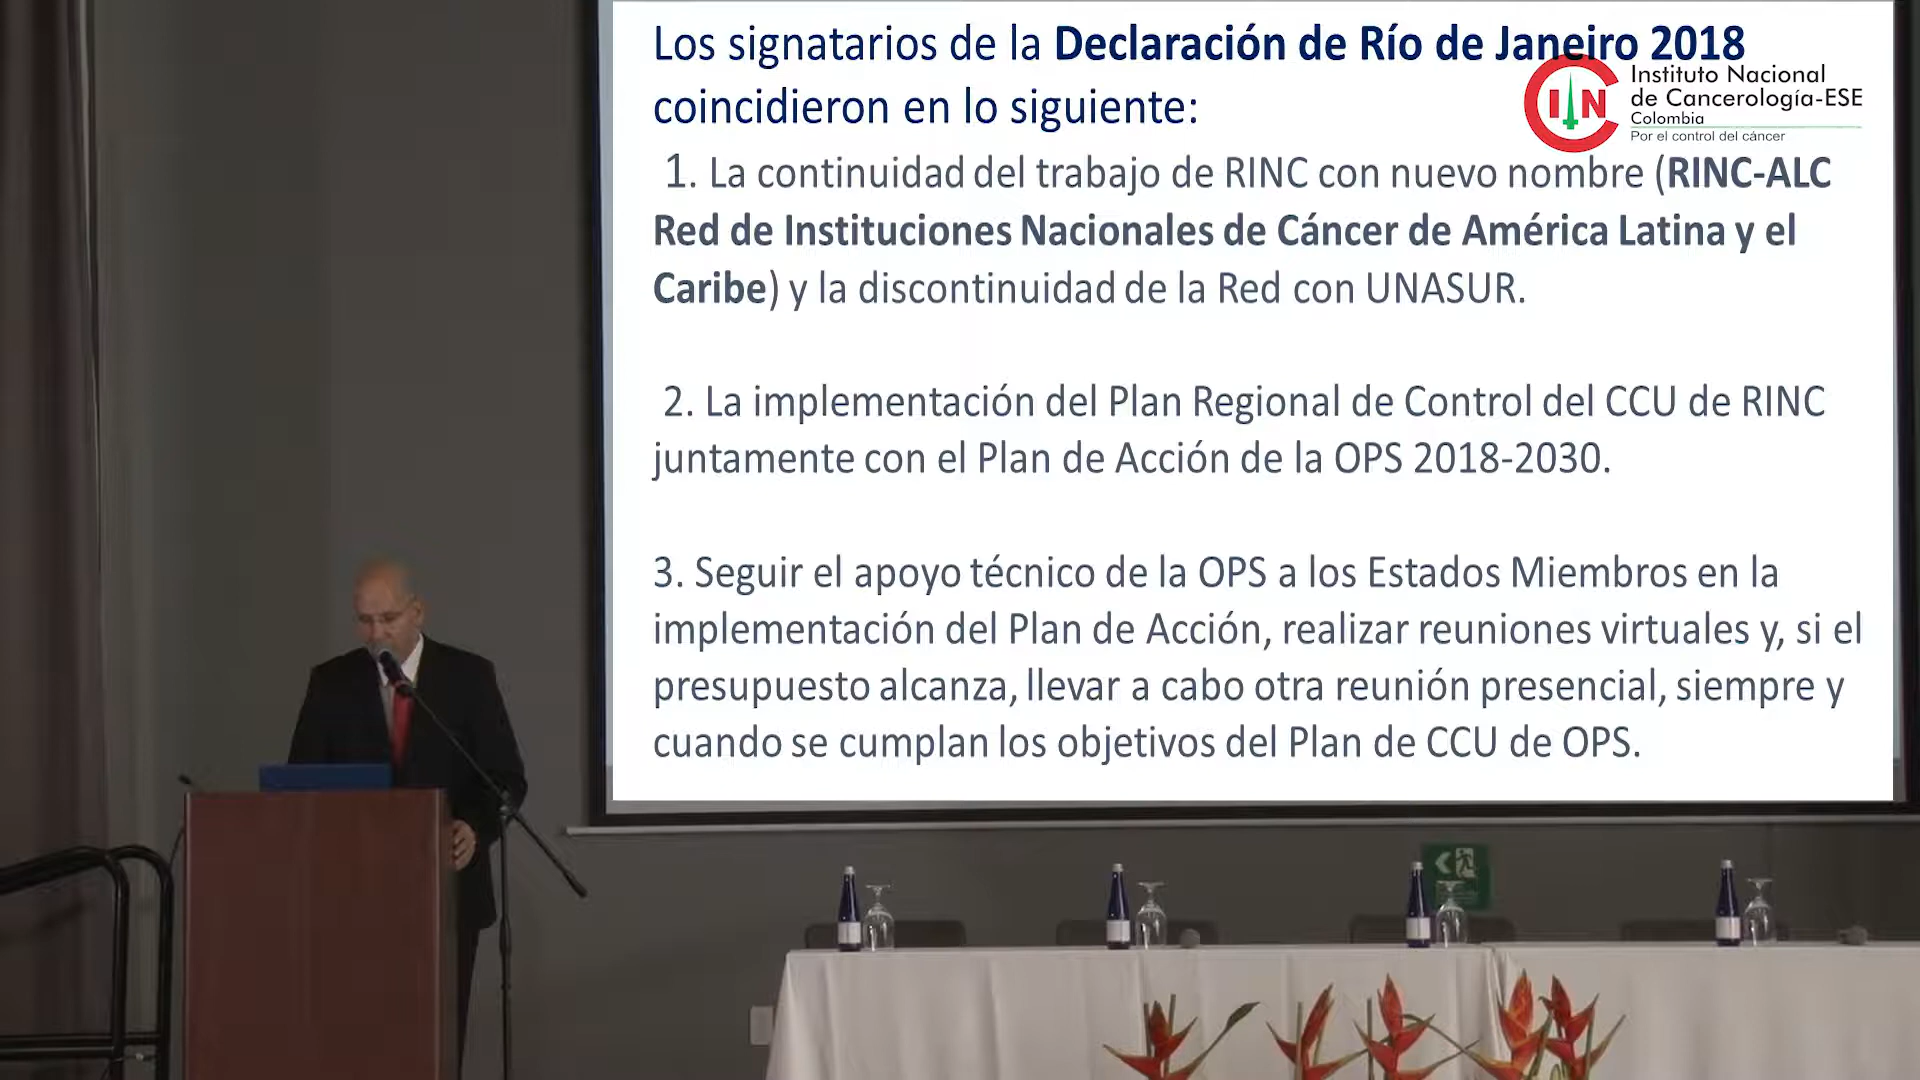 Los signatarios de la Declaración de Río de Janeiro 2018
coincidieron en lo siguiente:
Instituto Nacional
de Cancerología-ESE
Colombia
Por el control del cáncer
1. La continuidad del trabajo de RINC con nuevo nombre (RINC-ALC
Red de Instituciones Nacionales de Cáncer de América Latina y el
Caribe) y la discontinuidad de la Red con UNASUR.
2. La implementación del Plan Regional de Control del CCU de RINC
juntamente con el Plan de Acción de la OPS 2018-2030.
3. Seguir el apoyo técnico de la OPS a los Estados Miembros en la
implementación del Plan de Acción, realizar reuniones virtuales y, si el
presupuesto alcanza, llevar a cabo otra reunión presencial, siempre y
cuando se cumplan los objetivos del Plan de CCU de OPS.